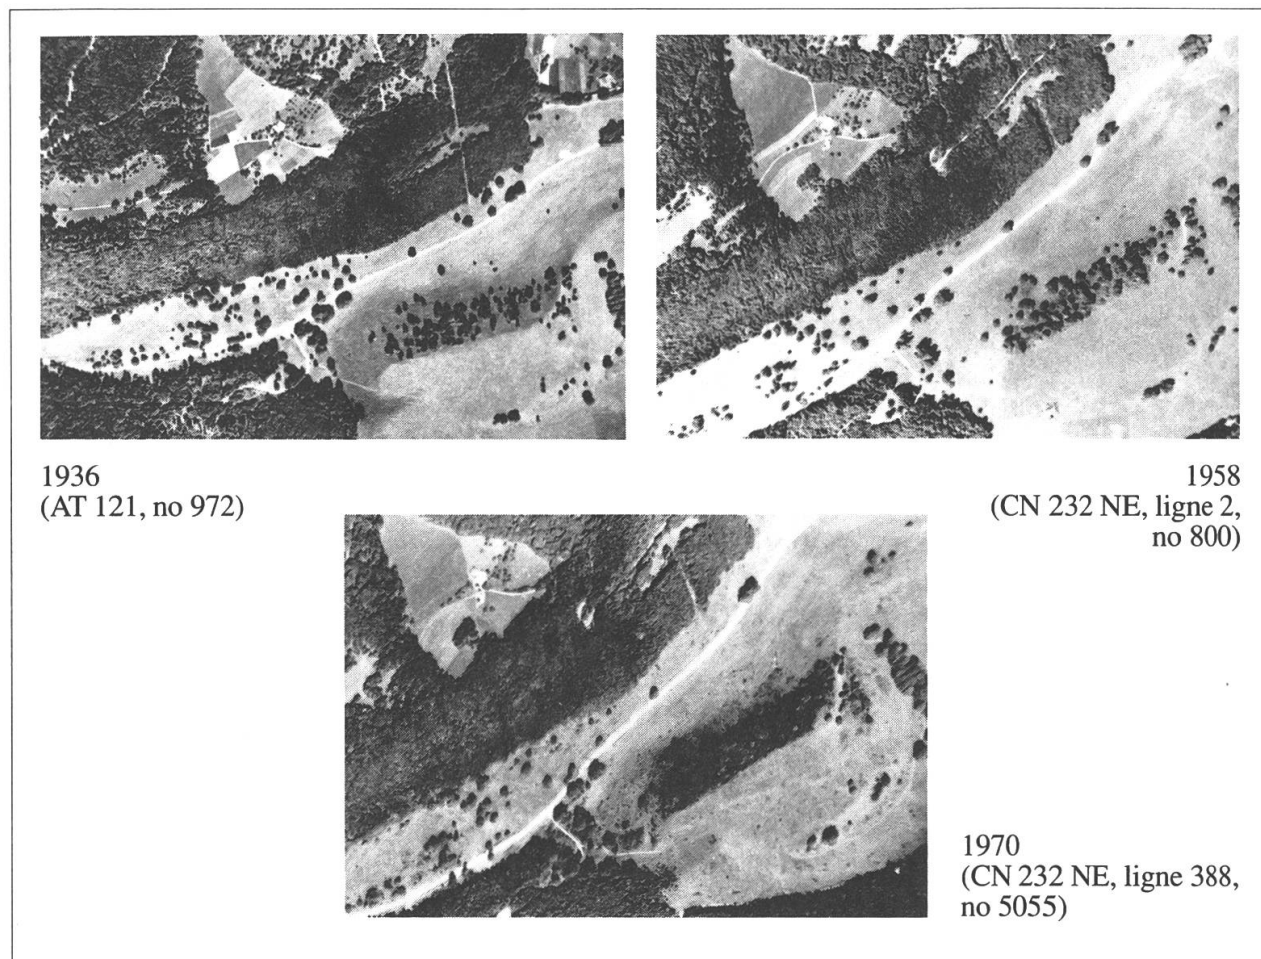 1936
(AT 121, no 972)
1958
(CN 232 NE, ligne 2,
no 800)
1970
(CN 232 NE, ligne 388,
no 5055)